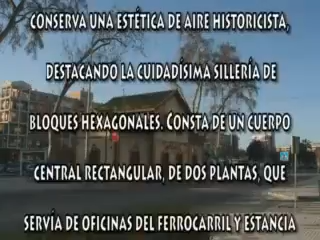 CONSERVA UNA ESTÉTICA DE AIRE HISTORICISTA,
DESTACANDO LA CUIDADÍSIMA SILLERÍA DE
BLOQUES HEXAGONALES. CONSTA DE UN CUERPO
CENTRAL RECTANGULAR, DE DOS PLANTAS, QUE
SERVÍA DE OFICINAS DEL FERROCARRIL Y ESTANCIA